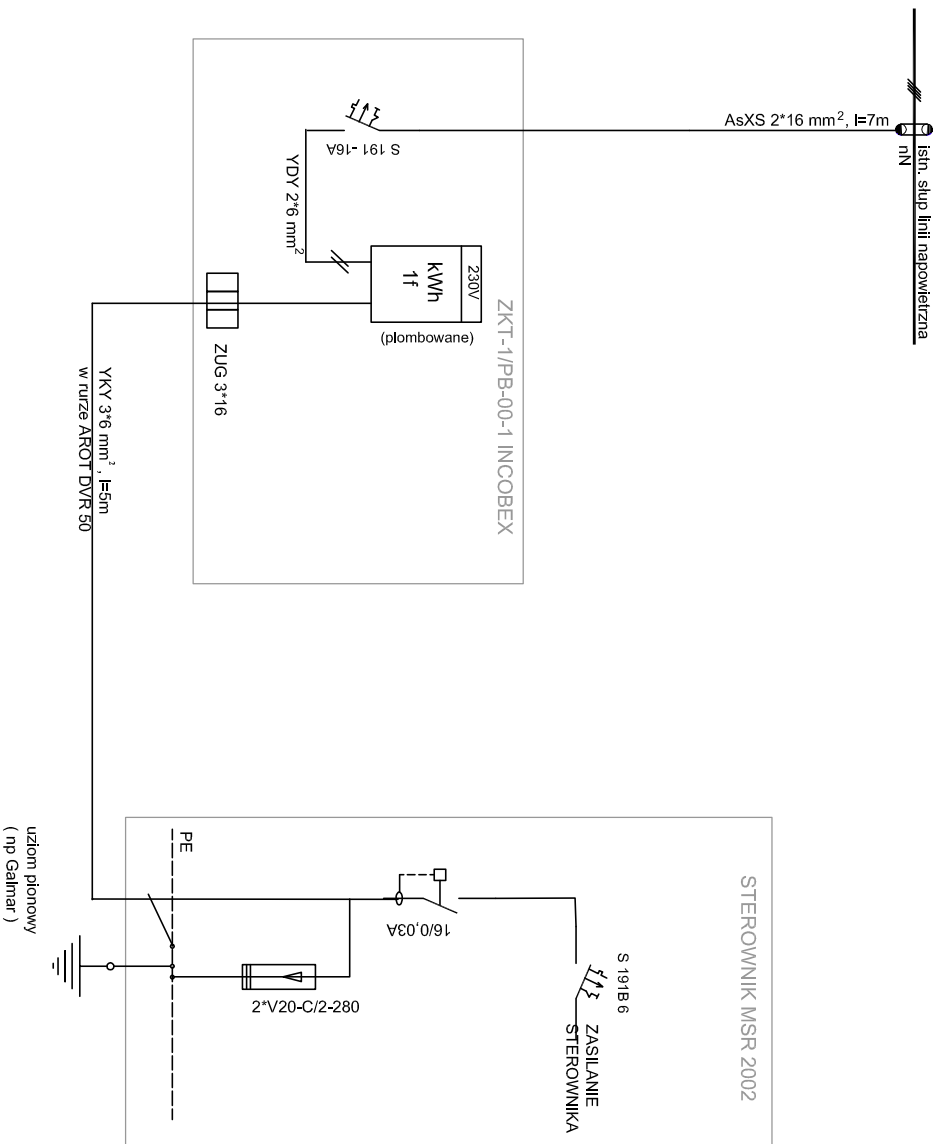 istn. słup linii napowietrzna
nN
AsXS 2*16 mm², l=7m
S 191-16A
YDY 2*6 mm²
230V
kWh
1f
(plombowane)
ZKT-1/PB-00-1 INCOBEX
ZUG 3*16
YKY 3*6 mm², l=5m
w rurze AROT DVR 50
STEROWNIK MSR 2002
PE
16/0,03A
S 191B 6
ZASILANIE
STEROWNIKA
2*V20-C/2-280
uziom pionowy
( np Galmar )